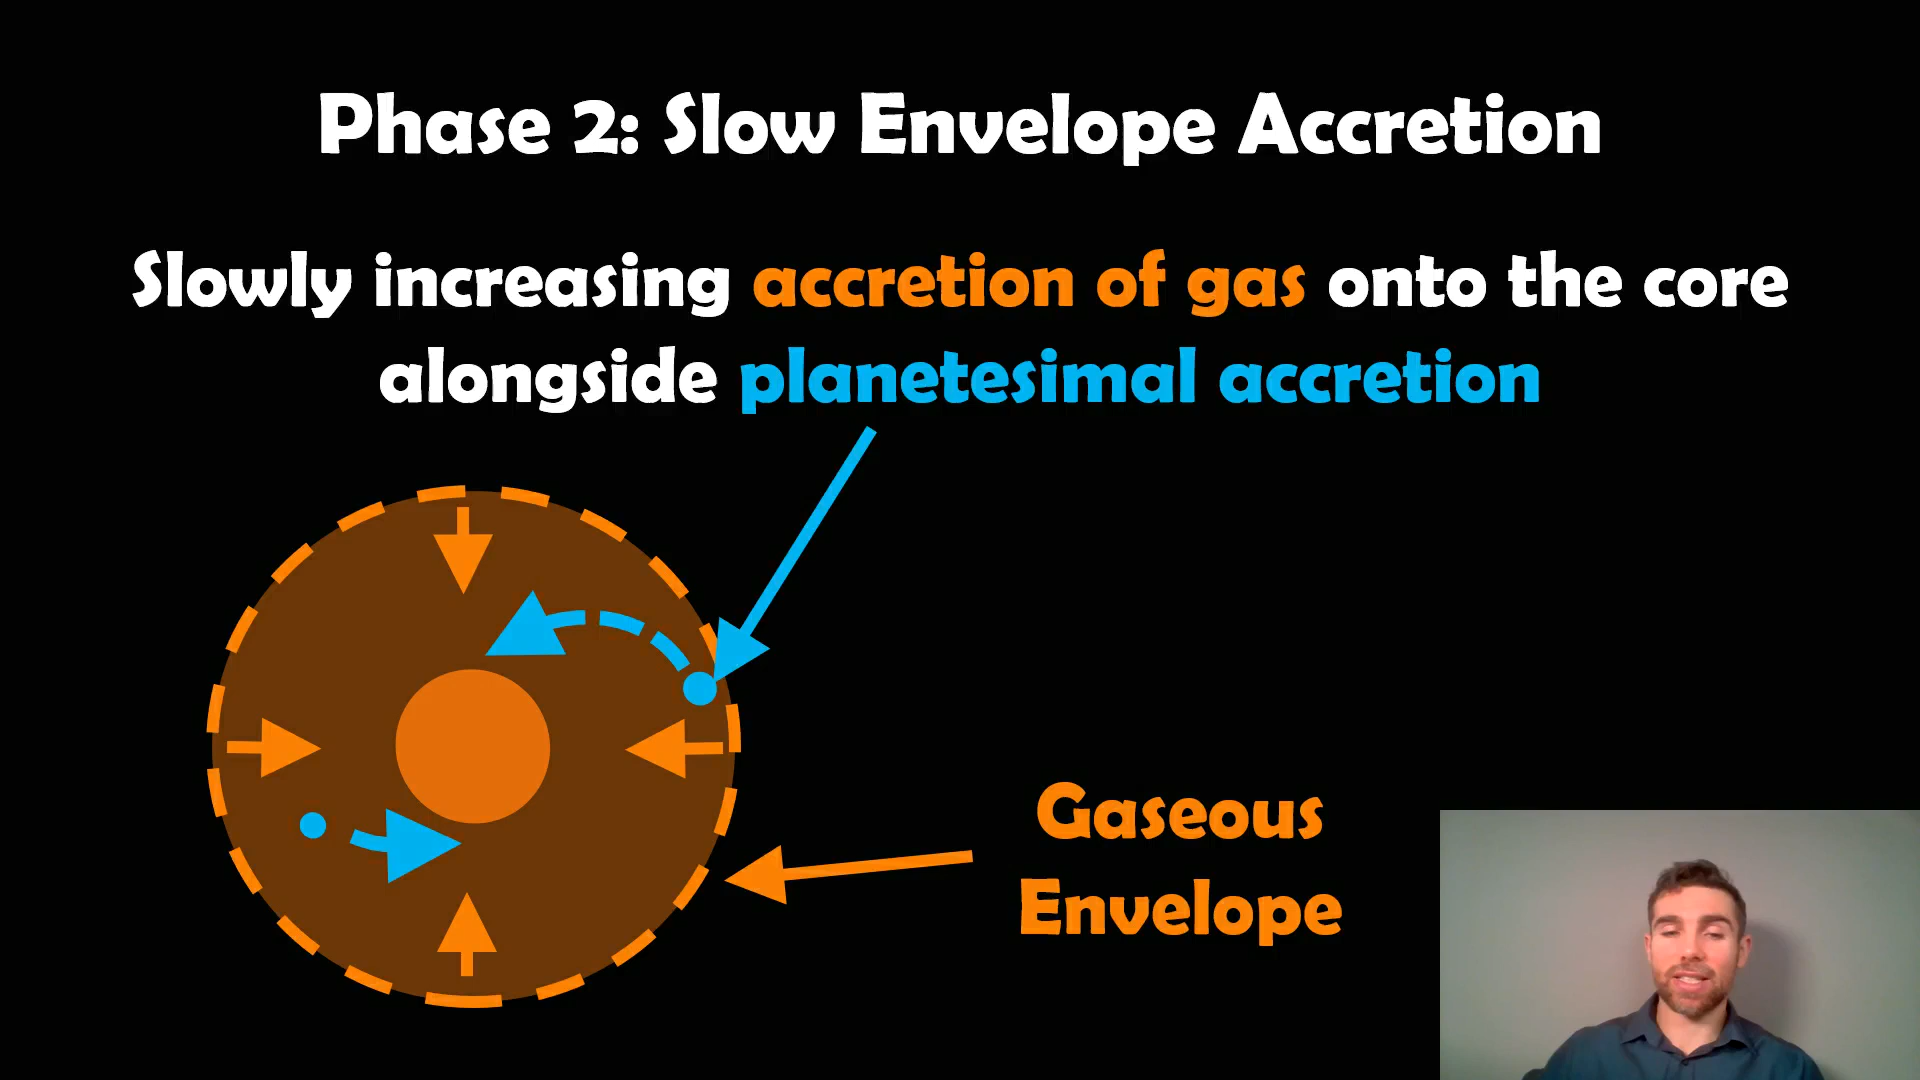 Phase 2: Slow Envelope Accretion
Slowly increasing accretion of gas onto the core
alongside planetesimal accretion
Gaseous
Envelope